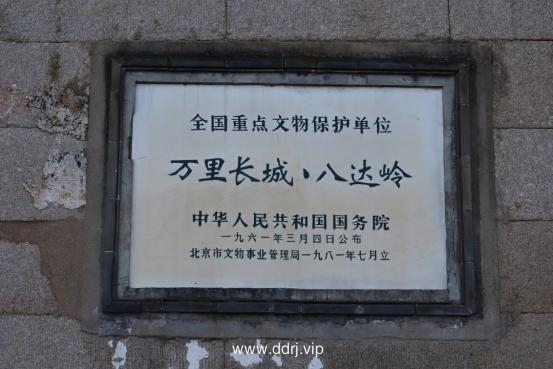 全国重点文物保护单位
万里长城·八达岭
中华人民共和国国务院
一九六一年三月四日公布
北京市文物事业管理局一九八一年七月立
www.ddrj.vip